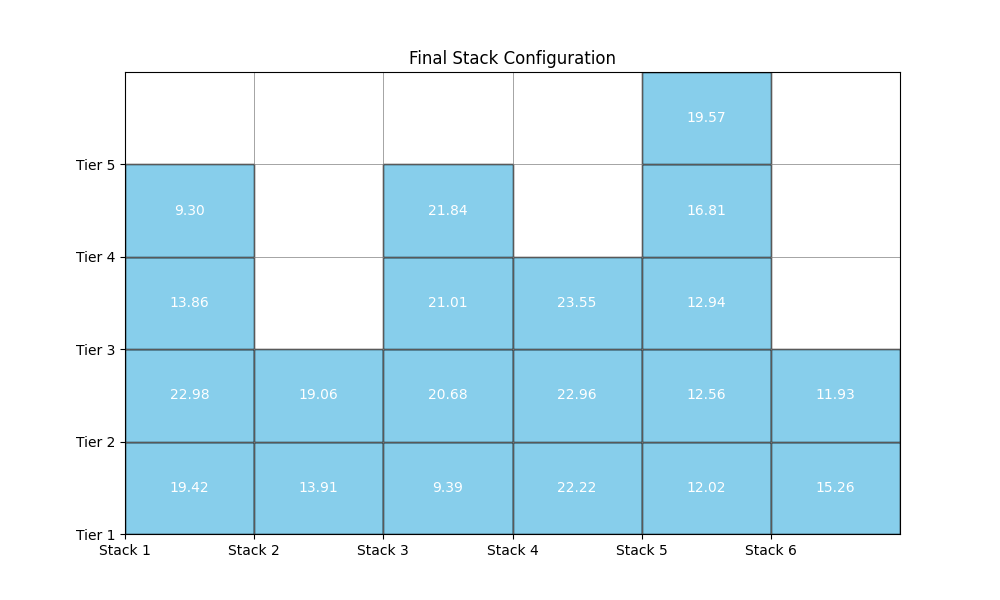 Final Stack Configuration
19.57
Tier 5
9.30 21.84 16.81
Tier 4
13.86 21.01 23.55 12.94
Tier 3
22.98 19.06 20.68 22.96 12.56 11.93
Tier 2
19.42 13.91 9.39 22.22 12.02 15.26
Tier 1
Stack 1 Stack 2 Stack 3 Stack 4 Stack 5 Stack 6